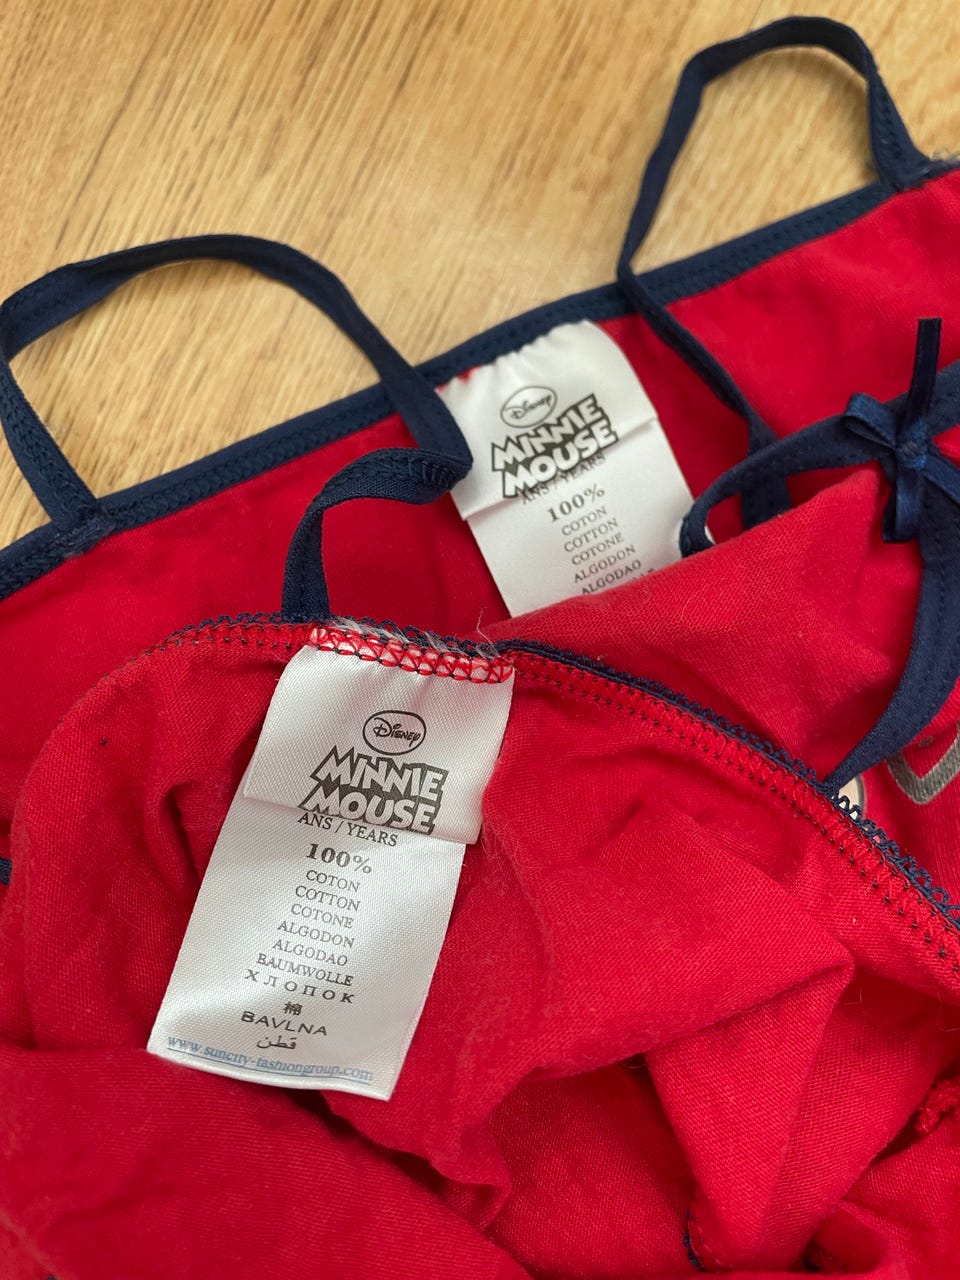 Disney
MINNIE
MOUSE
ANS / YEARS
100%
COTON
COTTON
COTONE
ALGODON
ALGODAO
Disney
MINNIE
MOUSE
ANS / YEARS
100%
COTON
COTTON
COTONE
ALGODON
ALGODAO
BAUMWOLLE
ХЛОПОК
棉
BAVLNA
قطن
www.suncity-fashiongroup.com